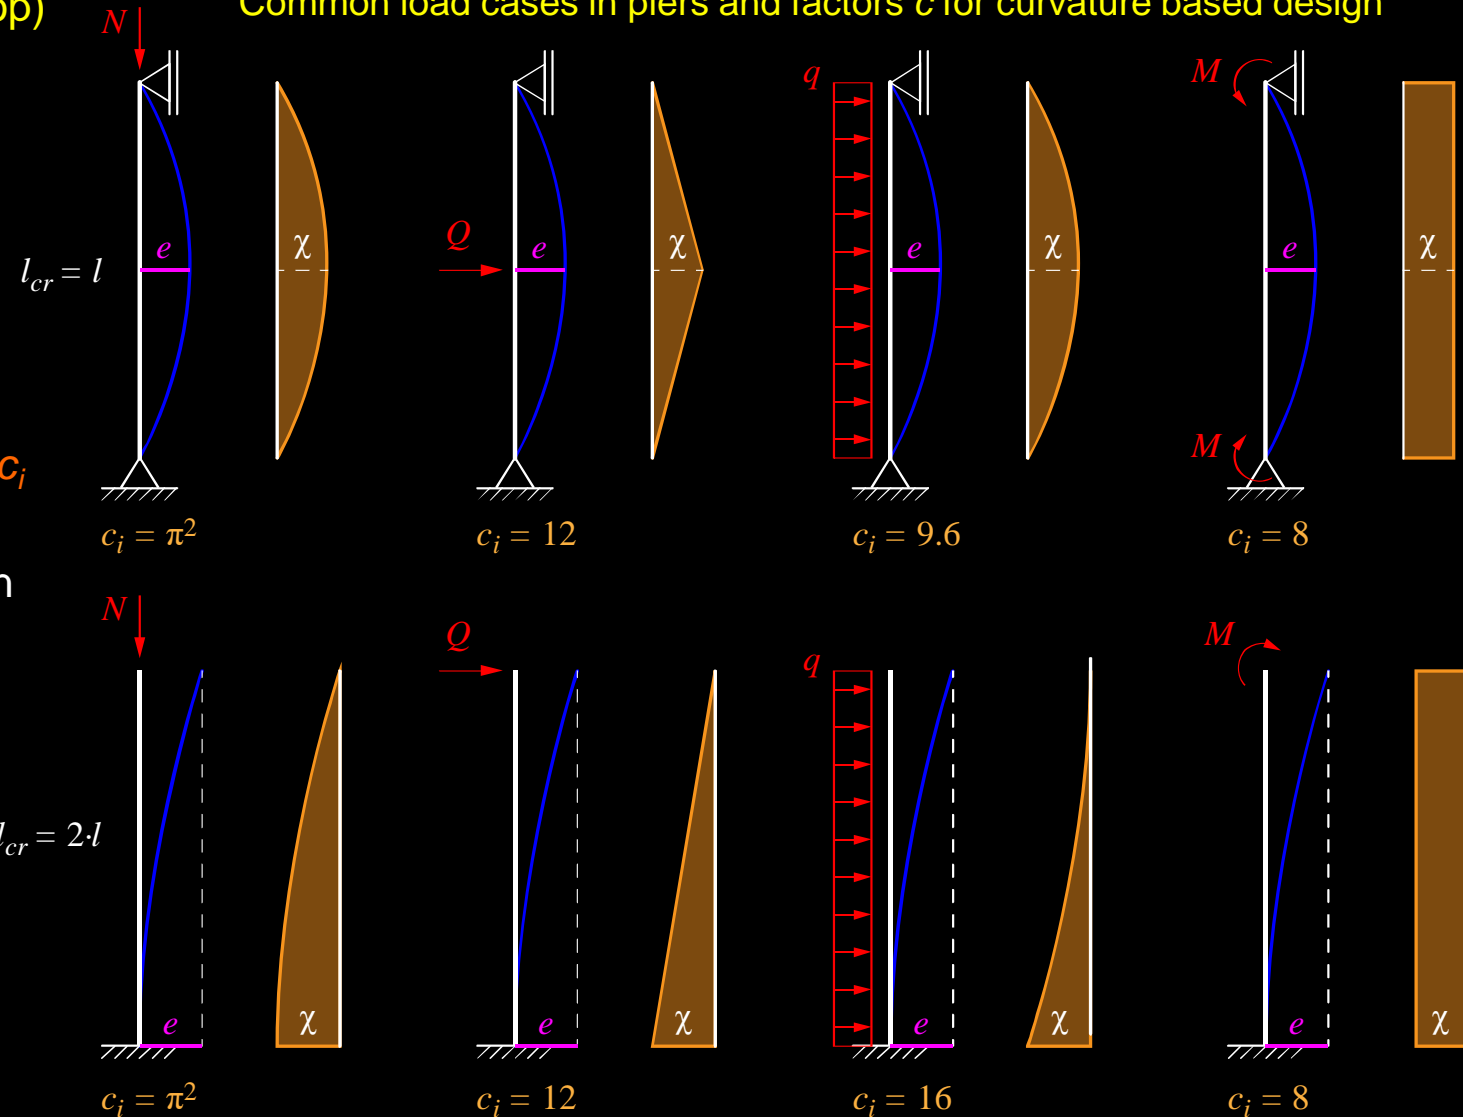 op)
Common load cases in piers and factors c for curvature based design
N
q
M
Q
e
χ
e
χ
e
χ
e
χ
l_cr = l
M
c_i
c_i = π²
c_i = 12
c_i = 9.6
c_i = 8
n
N
Q
q
M
l_cr = 2·l
e
χ
e
χ
e
χ
e
χ
c_i = π²
c_i = 12
c_i = 16
c_i = 8